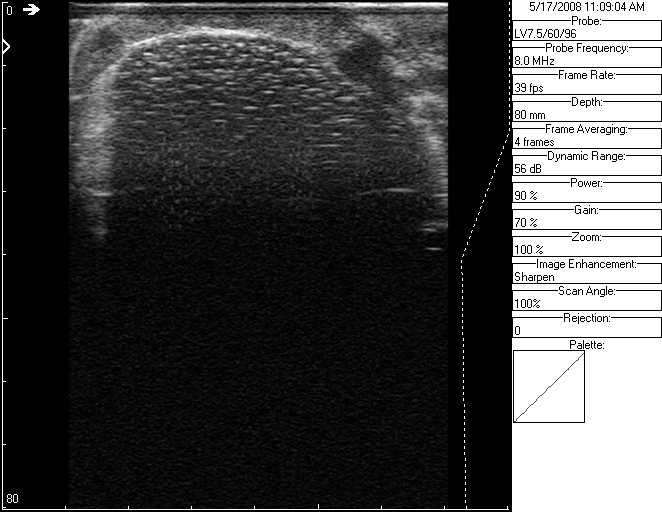 0
80
5/17/2008 11:09:04 AM
Probe:
LV7.5/60/96
Probe Frequency:
8.0 MHz
Frame Rate:
39 fps
Depth:
80 mm
Frame Averaging:
4 frames
Dynamic Range:
56 dB
Power:
90 %
Gain:
70 %
Zoom:
100 %
Image Enhancement:
Sharpen
Scan Angle:
100%
Rejection:
0
Palette: